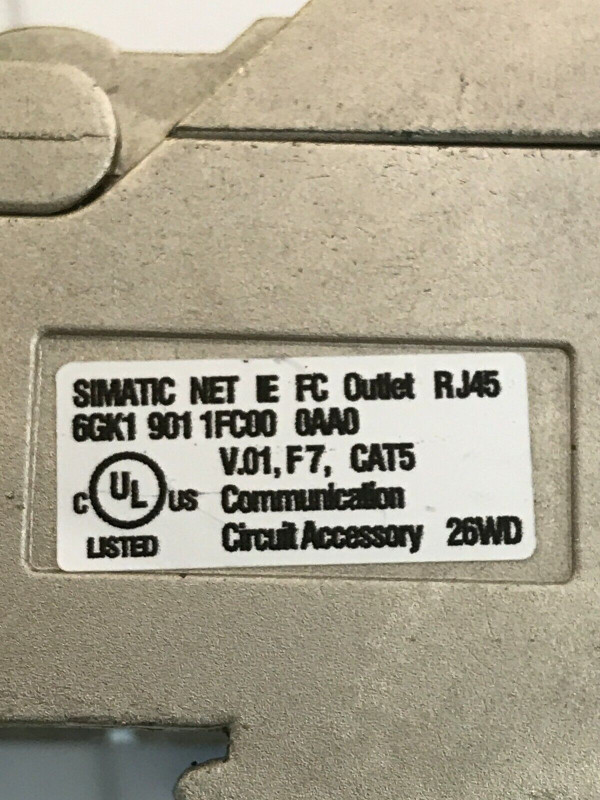 SIMATIC NET IE FC Outlet RJ45
6GK1 901 1FC00 0AA0
V.01, F7, CAT5
C UL US Communication
LISTED Circuit Accessory 26WD